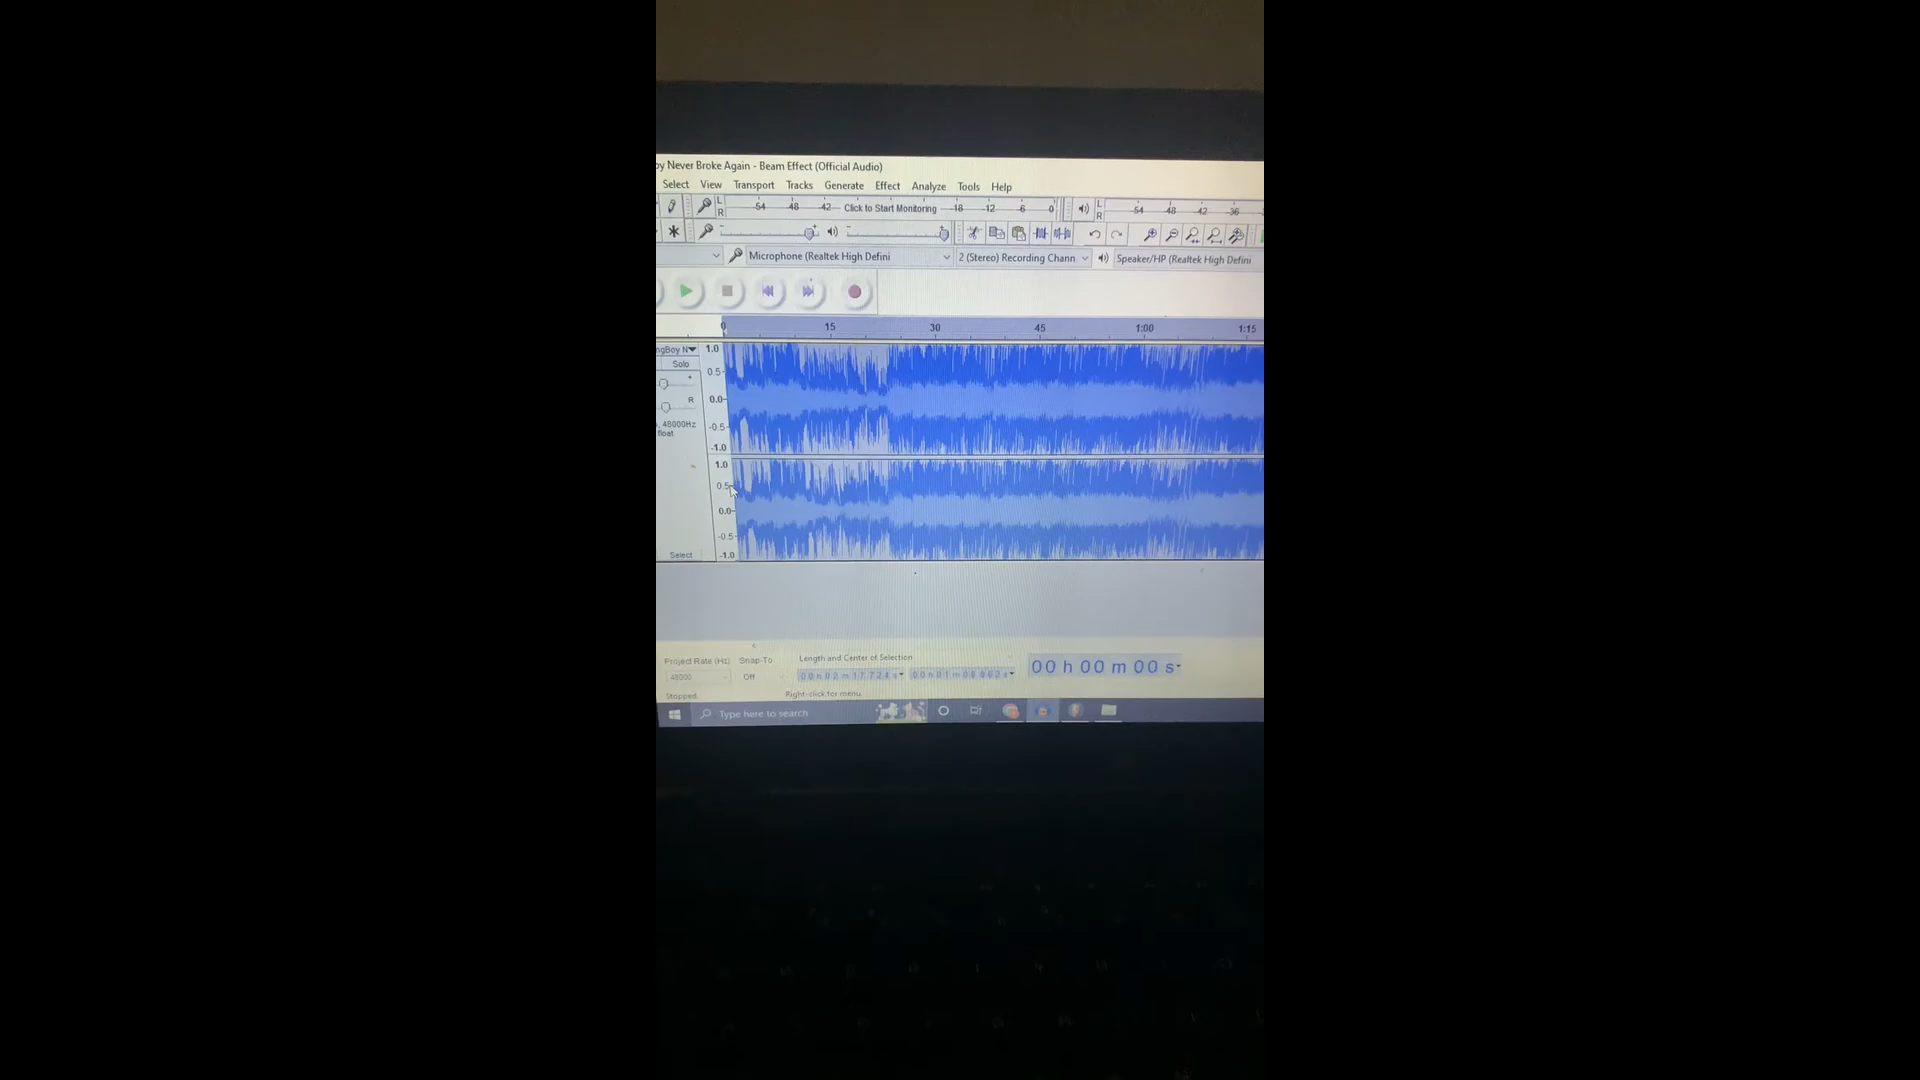 by Never Broke Again - Beam Effect (Official Audio)
Select View Transport Tracks Generate Effect Analyze Tools Help
L
R
-54 -48 -42 Click to Start Monitoring -18 -12 -6 0
L
R
-54 -48 -42 -36
Microphone (Realtek High Defini
2 (Stereo) Recording Chann
Speaker/HP (Realtek High Defini
0 15 30 45 1:00 1:15
ngBoy N
Solo
+
R
, 48000Hz
float
1.0
0.5
0.0
-0.5
-1.0
1.0
0.5
0.0
-0.5
-1.0
Select
Project Rate (Hz) Snap-To Length and Center of Selection
48000 Off
00 h 02 m 17.724 s
00 h 00 m 00 s
Stopped.
Right-click for menu.
Type here to search